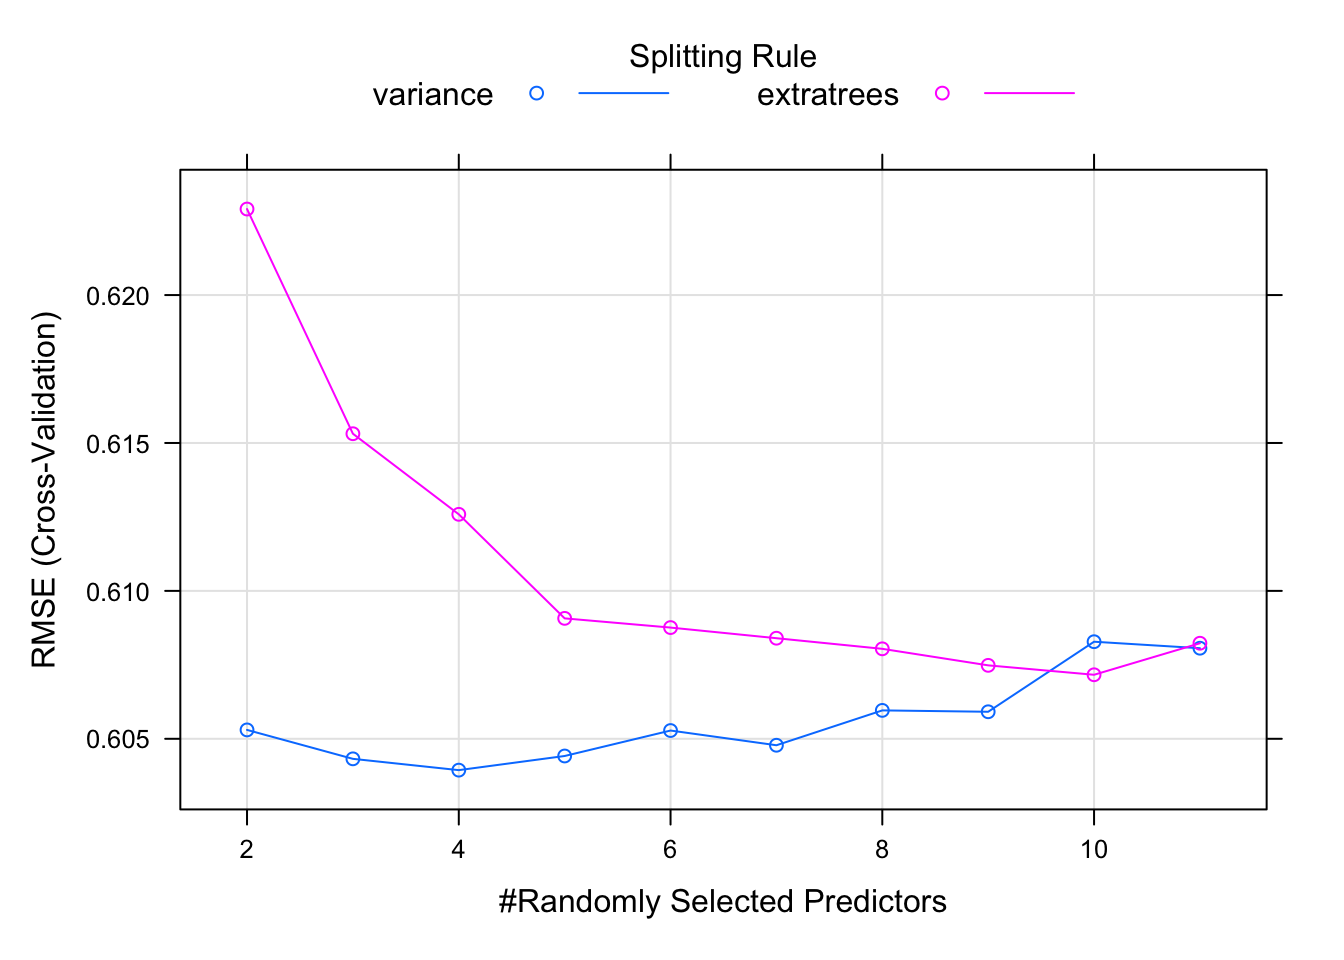 Splitting Rule
variance extratrees
0.620
0.615
0.610
0.605
RMSE (Cross-Validation)
2 4 6 8 10
#Randomly Selected Predictors